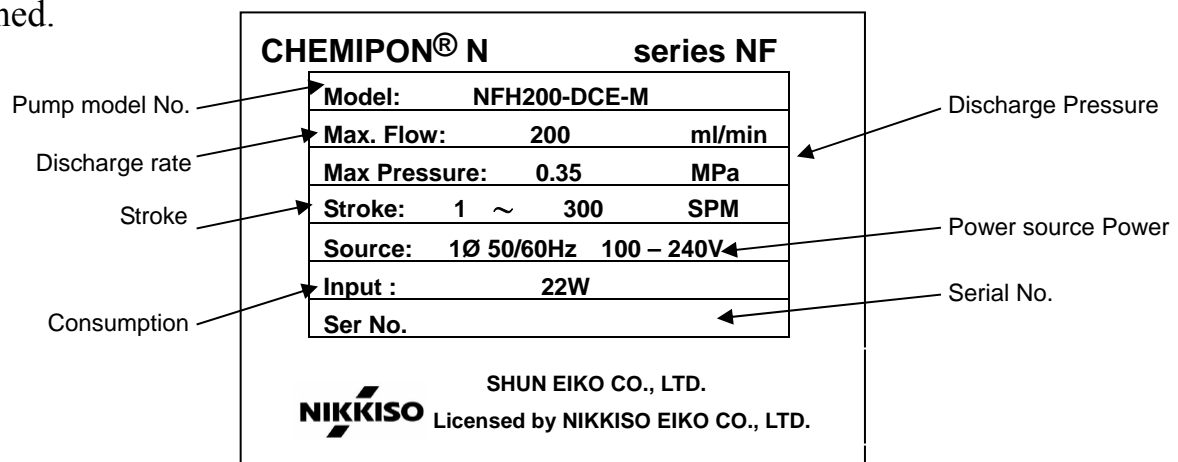 ned.
CHEMIPON® N series NF
Pump model No.
Model: NFH200-DCE-M
Discharge Pressure
Discharge rate
Max. Flow: 200 ml/min
Max Pressure: 0.35 MPa
Stroke
Stroke: 1 ～ 300 SPM
Power source Power
Source: 1Ø 50/60Hz 100 – 240V
Input : 22W
Serial No.
Consumption
Ser No.
SHUN EIKO CO., LTD.
NIKKISO Licensed by NIKKISO EIKO CO., LTD.